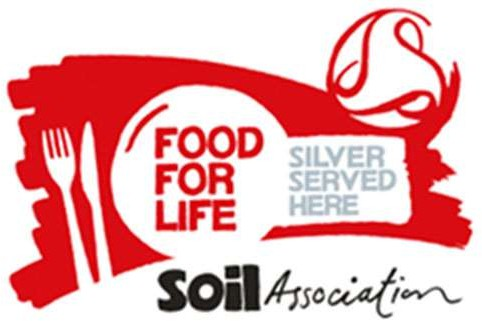 FOOD
FOR
LIFE
SILVER
SERVED
HERE
Soil Association